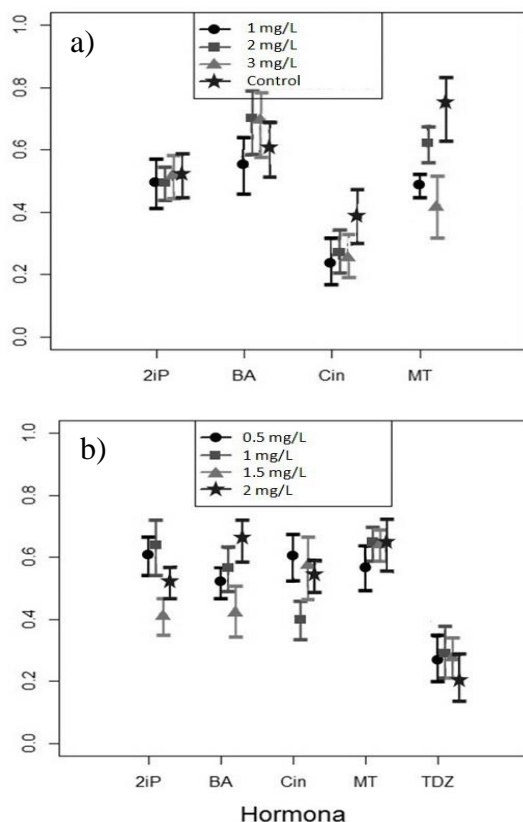 a)
1 mg/L
2 mg/L
3 mg/L
Control
1.0
0.8
0.6
0.4
0.2
0.0
2iP BA Cin MT
b)
0.5 mg/L
1 mg/L
1.5 mg/L
2 mg/L
1.0
0.8
0.6
0.4
0.2
0.0
2iP BA Cin MT TDZ
Hormona